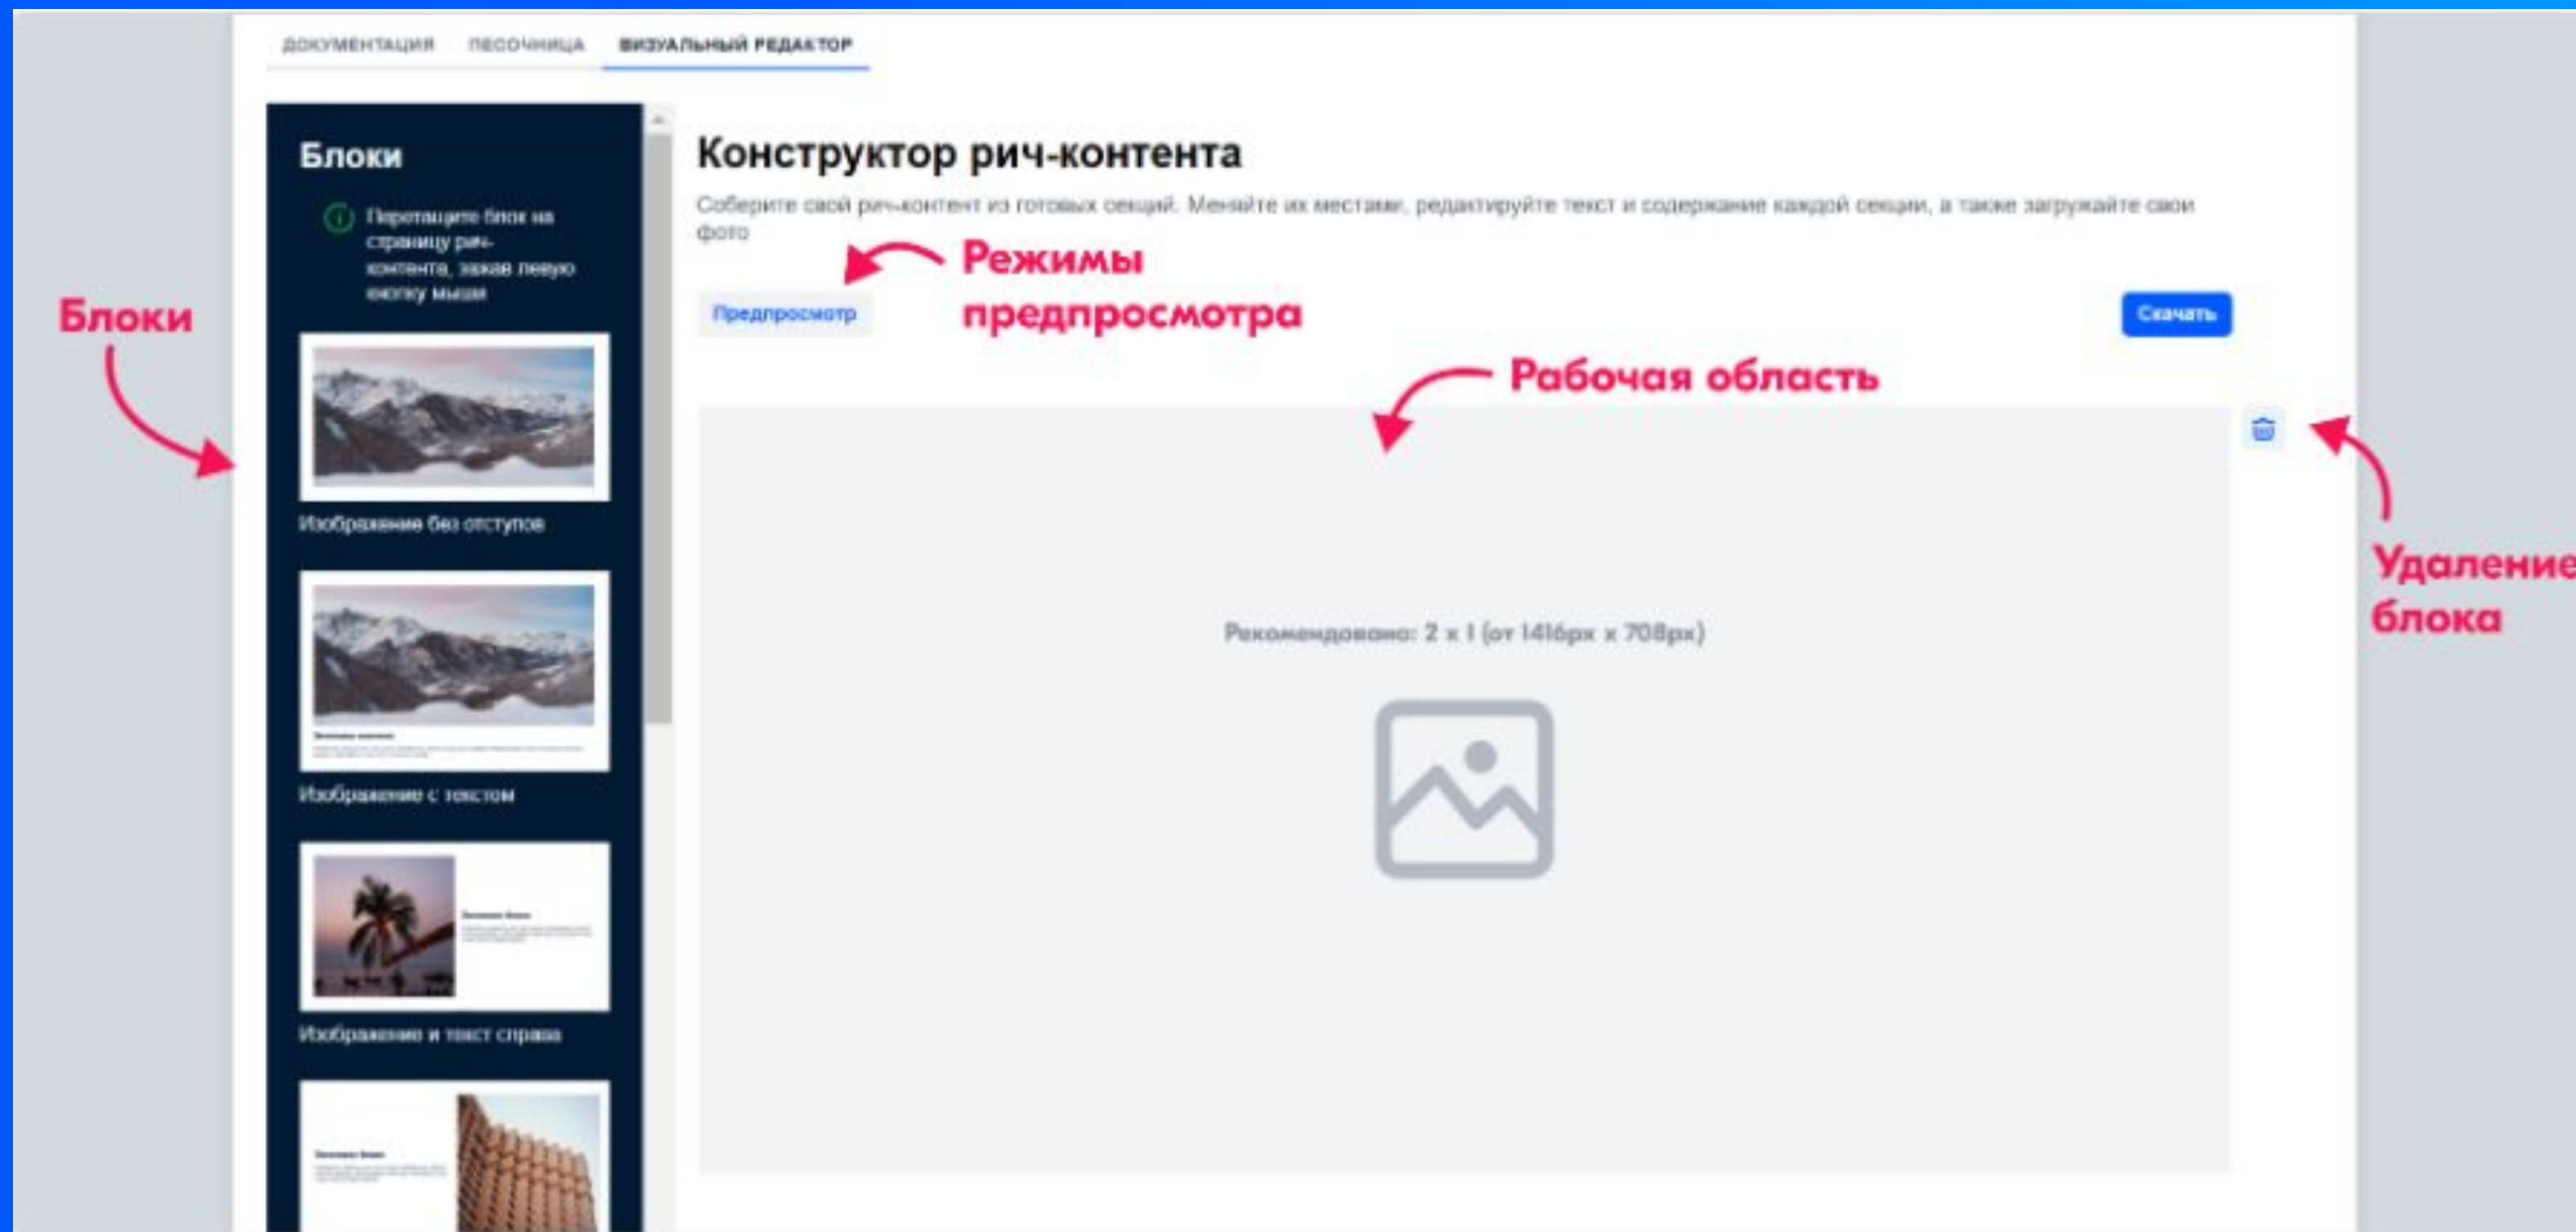 ДОКУМЕНТАЦИЯ ПЕСОЧНИЦА ВИЗУАЛЬНЫЙ РЕДАКТОР
Блоки
Перетащите блок на
страницу рич-
контента, зажав левую
кнопку мыши
Изображение без отступов
Изображение с текстом
Изображение и текст справа
Конструктор рич-контента
Соберите свой рич-контент из готовых секций. Меняйте их местами, редактируйте текст и содержание каждой секции, а также загружайте свои
фото
Предпросмотр
Скачать
Рекомендовано: 2 x 1 (от 1416px x 708px)
Блоки
Режимы
предпросмотра
Рабочая область
Удаление
блока